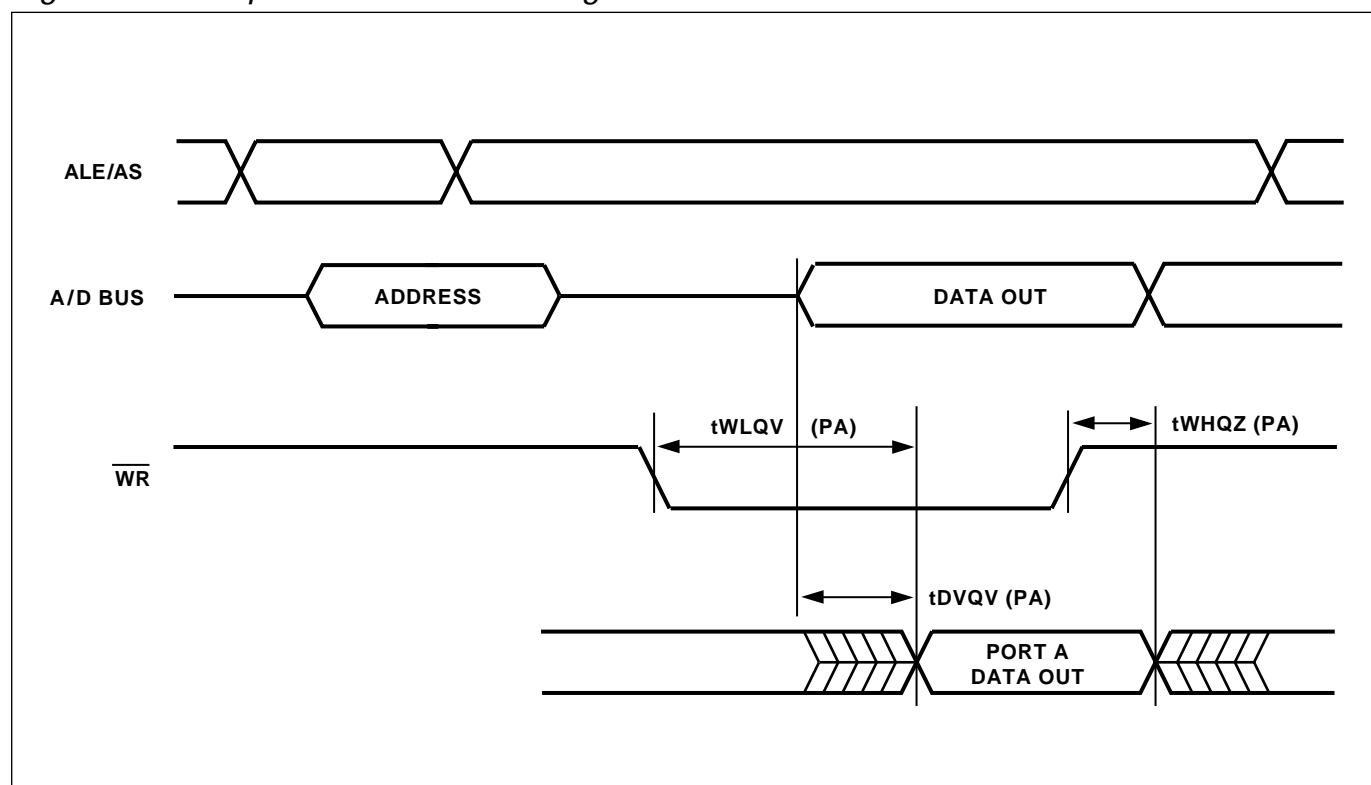 ALE/AS
A/D BUS
ADDRESS
DATA OUT
tWLQV (PA)
tWHQZ (PA)
WR
tDVQV (PA)
PORT A
DATA OUT